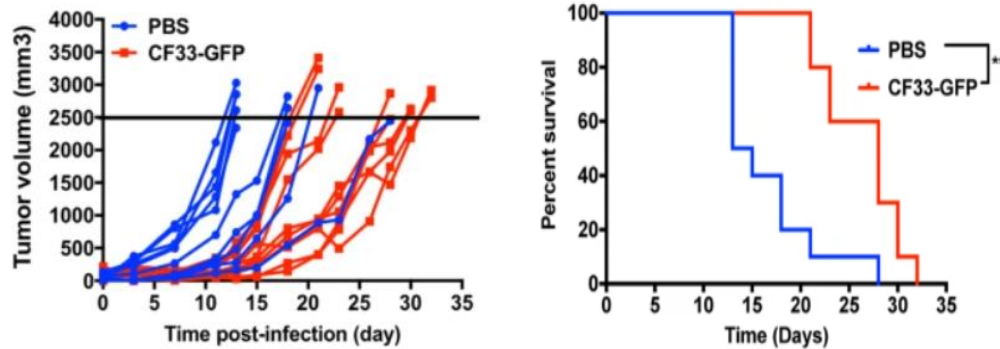 Tumor volume (mm3)
4000
3500
3000
2500
2000
1500
1000
500
0
PBS
CF33-GFP
0 5 10 15 20 25 30 35
Time post-infection (day)
Percent survival
100
80
60
40
20
0
PBS
CF33-GFP
0 5 10 15 20 25 30 35
Time (Days)